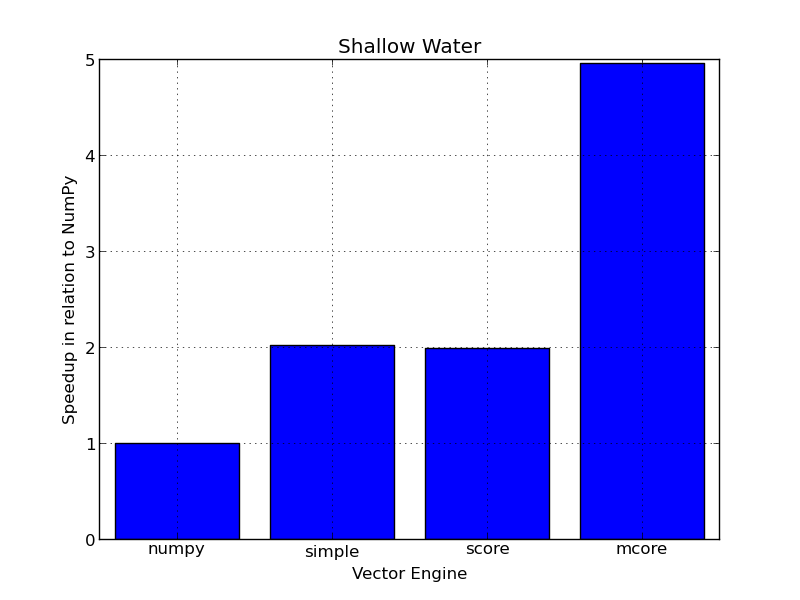 Shallow Water
5
4
3
2
1
0
Speedup in relation to NumPy
numpy simple score mcore
Vector Engine